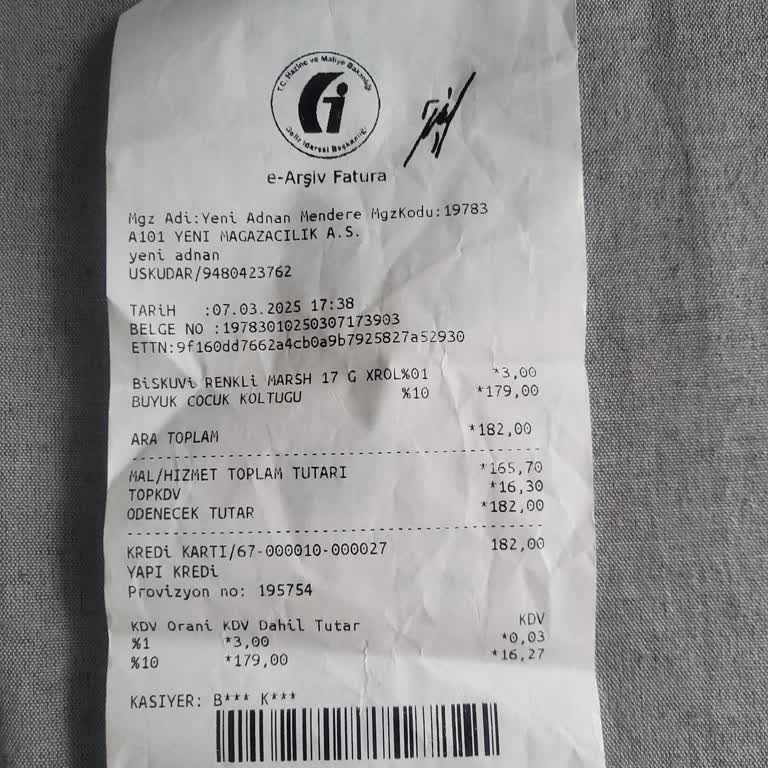 T.C. Hazine ve Maliye Bakanlığı
Gelir İdaresi Başkanlığı
e-Arşiv Fatura
Mgz Adi:Yeni Adnan Mendere MgzKodu:19783
A101 YENI MAGAZACILIK A.S.
yeni adnan
USKUDAR/9480423762
TARiH :07.03.2025 17:38
BELGE NO :19783010250307173903
ETTN:9f160dd7662a4cb0a9b7925827a52930
BiSKUVi RENKLi MARSH 17 G XROL%01 *3,00
BUYUK COCUK KOLTUGU %10 *179,00
ARA TOPLAM *182,00
MAL/HIZMET TOPLAM TUTARI *165,70
TOPKDV *16,30
ODENECEK TUTAR *182,00
KREDi KARTI/67-000010-000027 182,00
YAPI KREDi
Provizyon no: 195754
KDV Orani KDV Dahil Tutar KDV
%1 *3,00 *0,03
%10 *179,00 *16,27
KASIYER: B*** K***